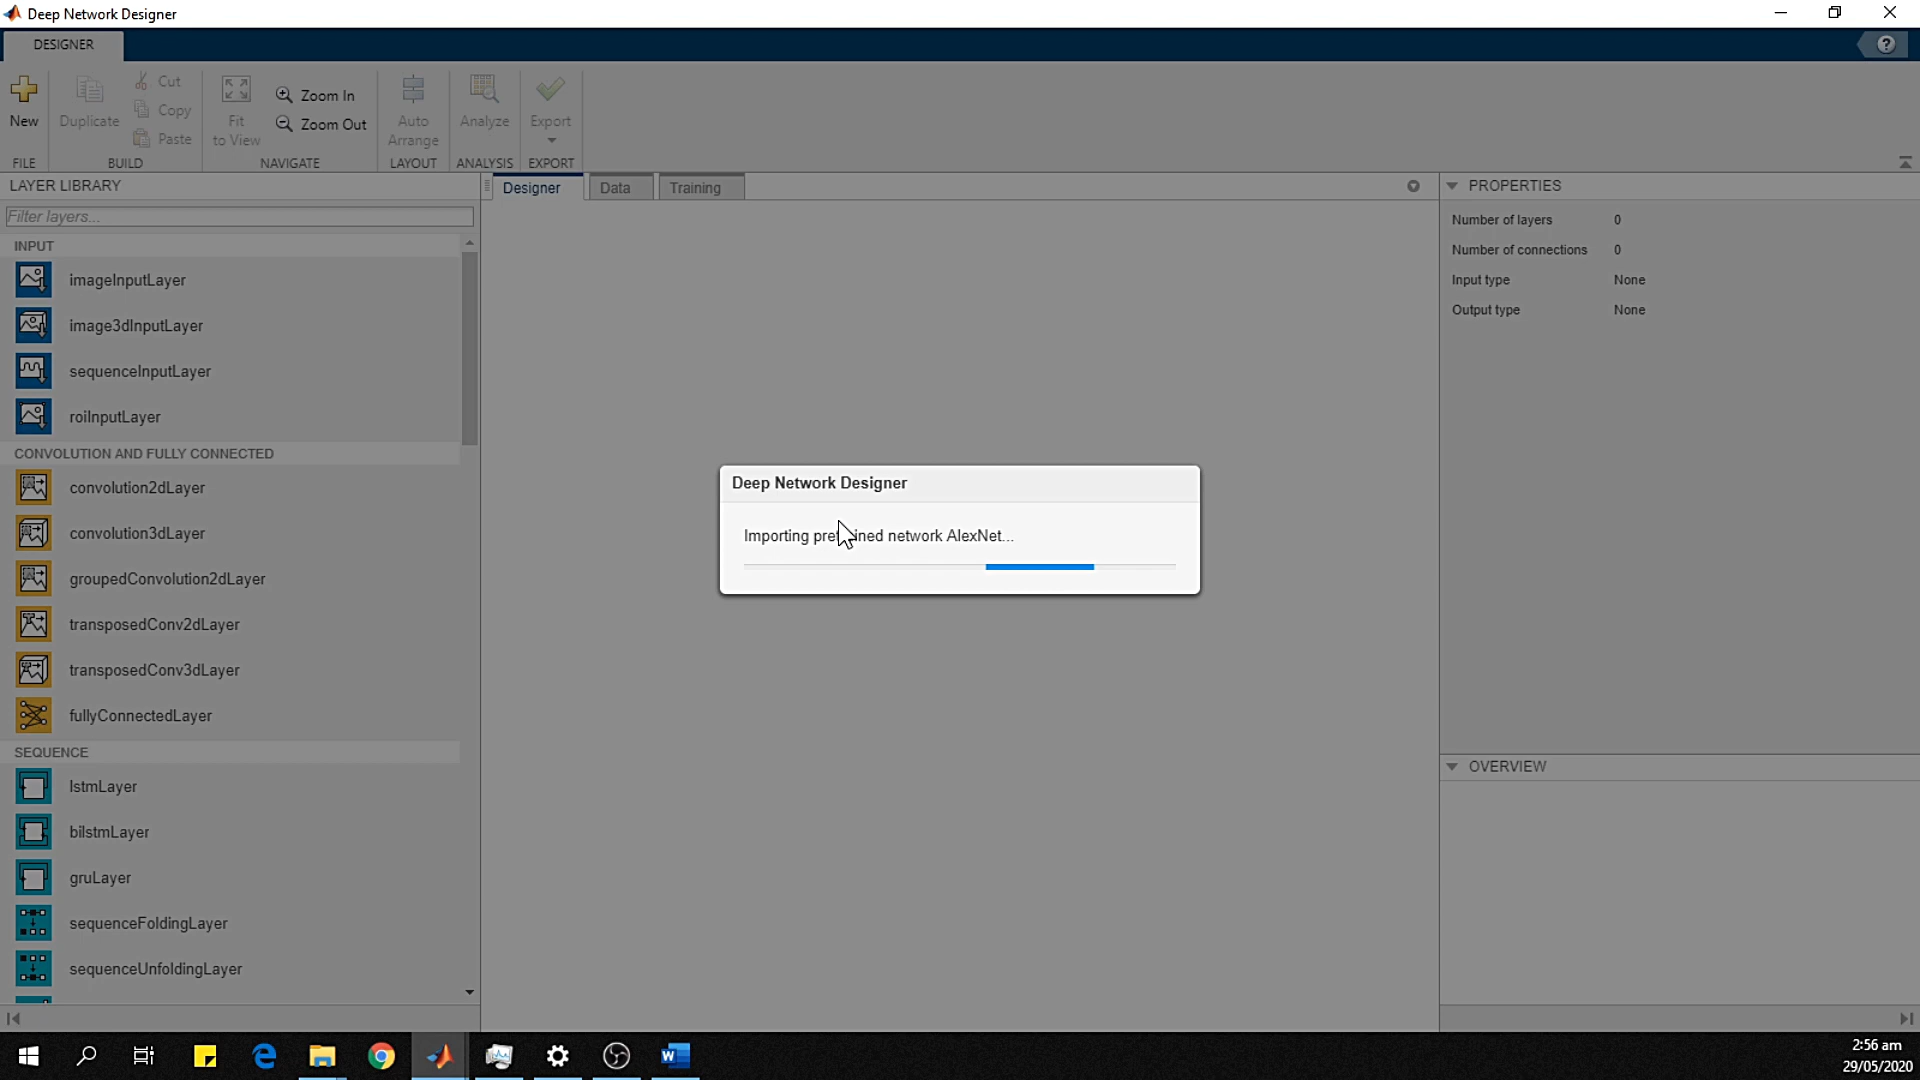 Deep Network Designer
DESIGNER
New
Duplicate
Cut
Copy
Paste
Fit
to View
Zoom In
Zoom Out
Auto
Arrange
Analyze
Export
FILE
BUILD
NAVIGATE
LAYOUT
ANALYSIS
EXPORT
LAYER LIBRARY
Filter layers...
INPUT
imageInputLayer
image3dInputLayer
sequenceInputLayer
roiInputLayer
CONVOLUTION AND FULLY CONNECTED
convolution2dLayer
convolution3dLayer
groupedConvolution2dLayer
transposedConv2dLayer
transposedConv3dLayer
fullyConnectedLayer
SEQUENCE
lstmLayer
bilstmLayer
gruLayer
sequenceFoldingLayer
sequenceUnfoldingLayer
Designer
Data
Training
Deep Network Designer
Importing pretrained network AlexNet...
PROPERTIES
Number of layers 0
Number of connections 0
Input type None
Output type None
OVERVIEW
2:56 am
29/05/2020